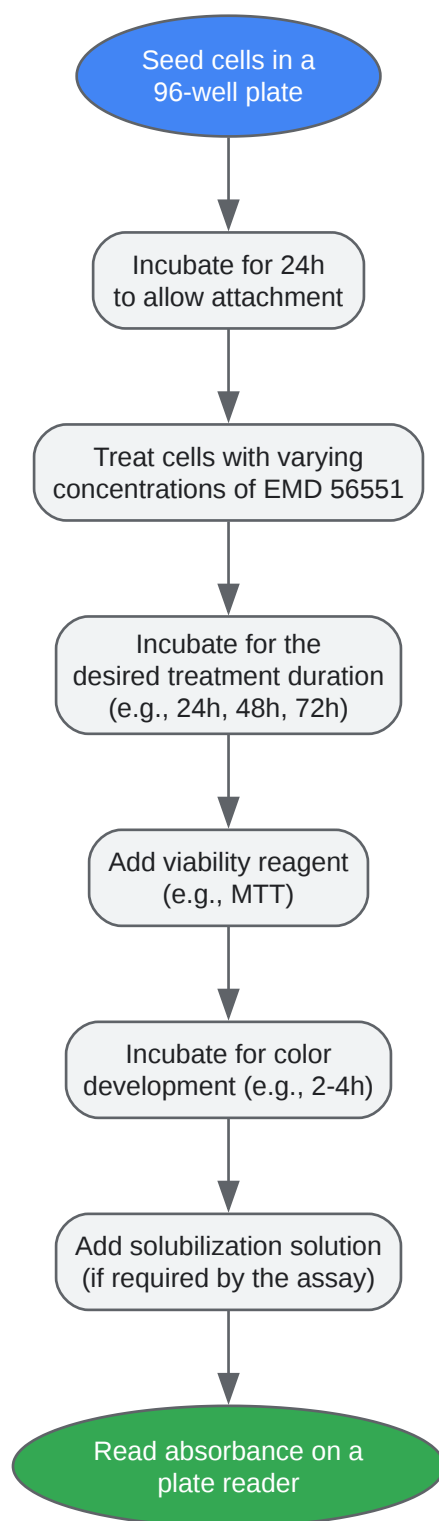 Seed cells in a
96-well plate
Incubate for 24h
to allow attachment
Treat cells with varying
concentrations of EMD 56551
Incubate for the
desired treatment duration
(e.g., 24h, 48h, 72h)
Add viability reagent
(e.g., MTT)
Incubate for color
development (e.g., 2-4h)
Add solubilization solution
(if required by the assay)
Read absorbance on a
plate reader